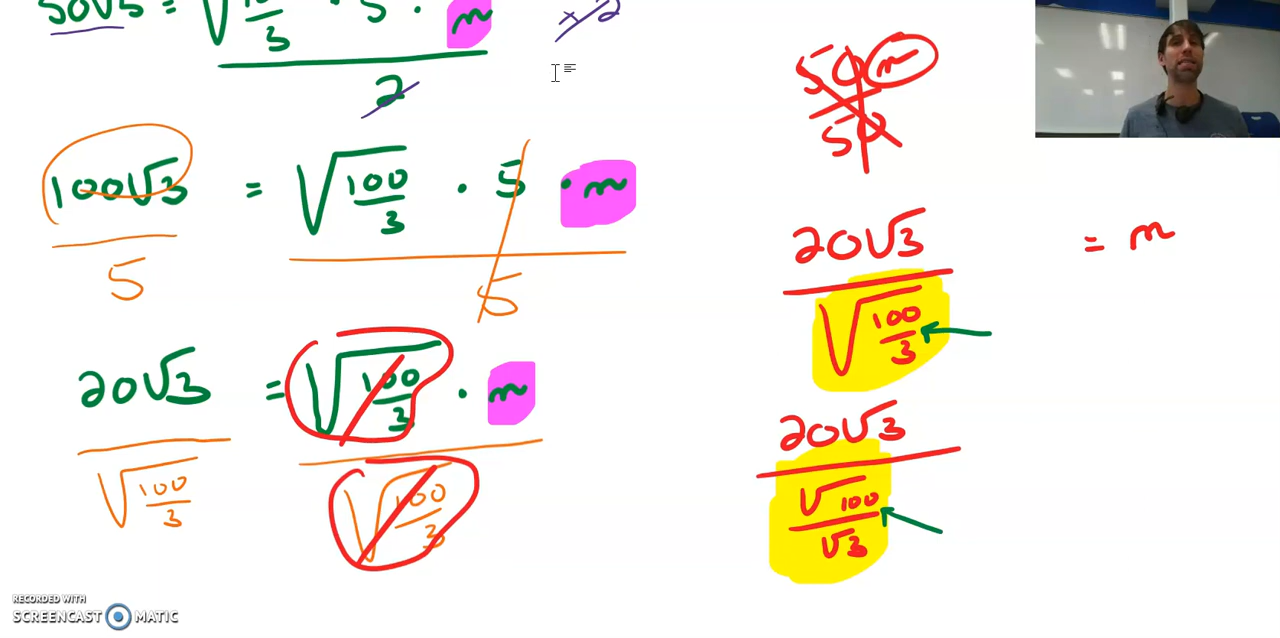 50√3 = √100/3 · 5 · m
2
× 2
100√3 = √100/3 · 5 · m
5 5
20√3 = √100/3 · m
√100/3 √100/3
50m
50
20√3 = m
√100/3
20√3
√100
√3
RECORDED WITH
SCREENCAST MATIC